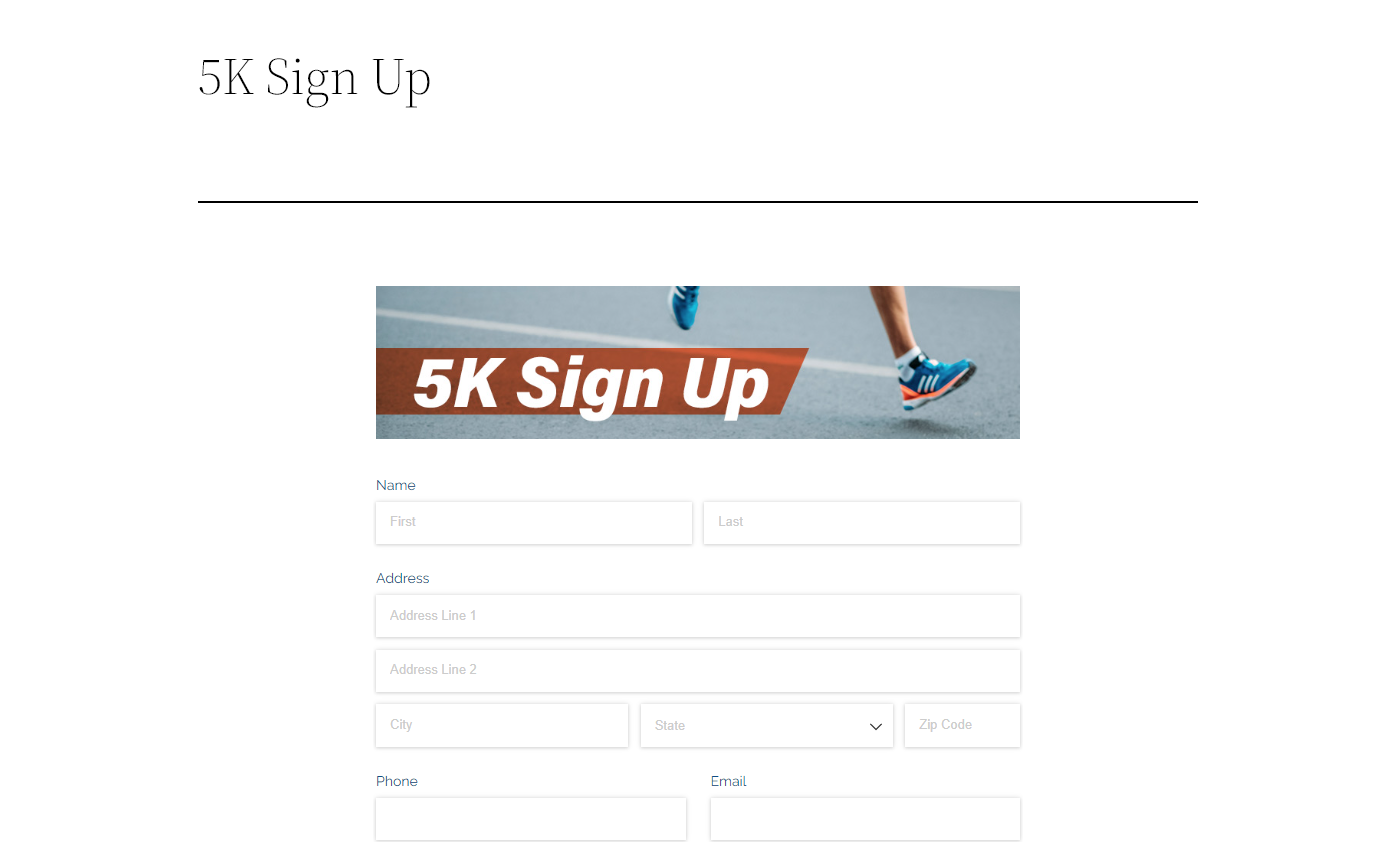 5K Sign Up
5K Sign Up
Name
First Last
Address
Address Line 1
Address Line 2
City State Zip Code
Phone Email